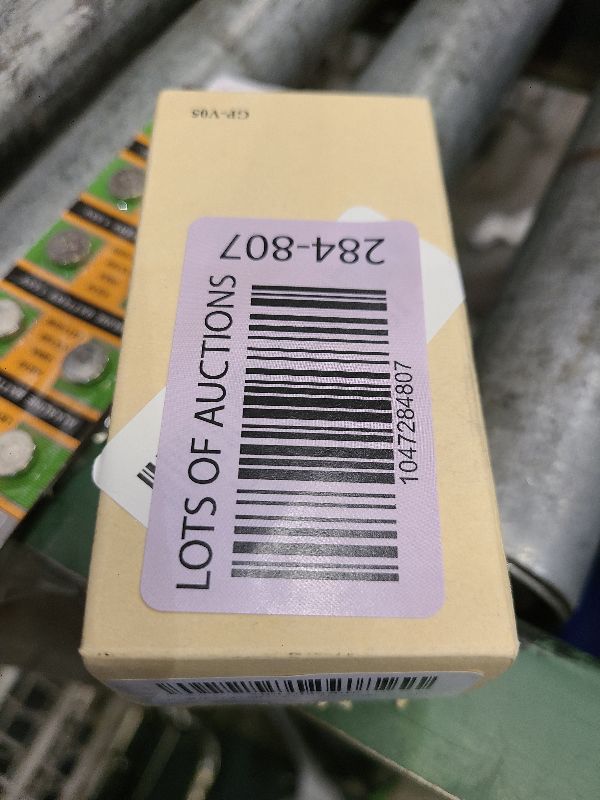 GP-V05
284-807
LOTS OF AUCTIONS
1047284807